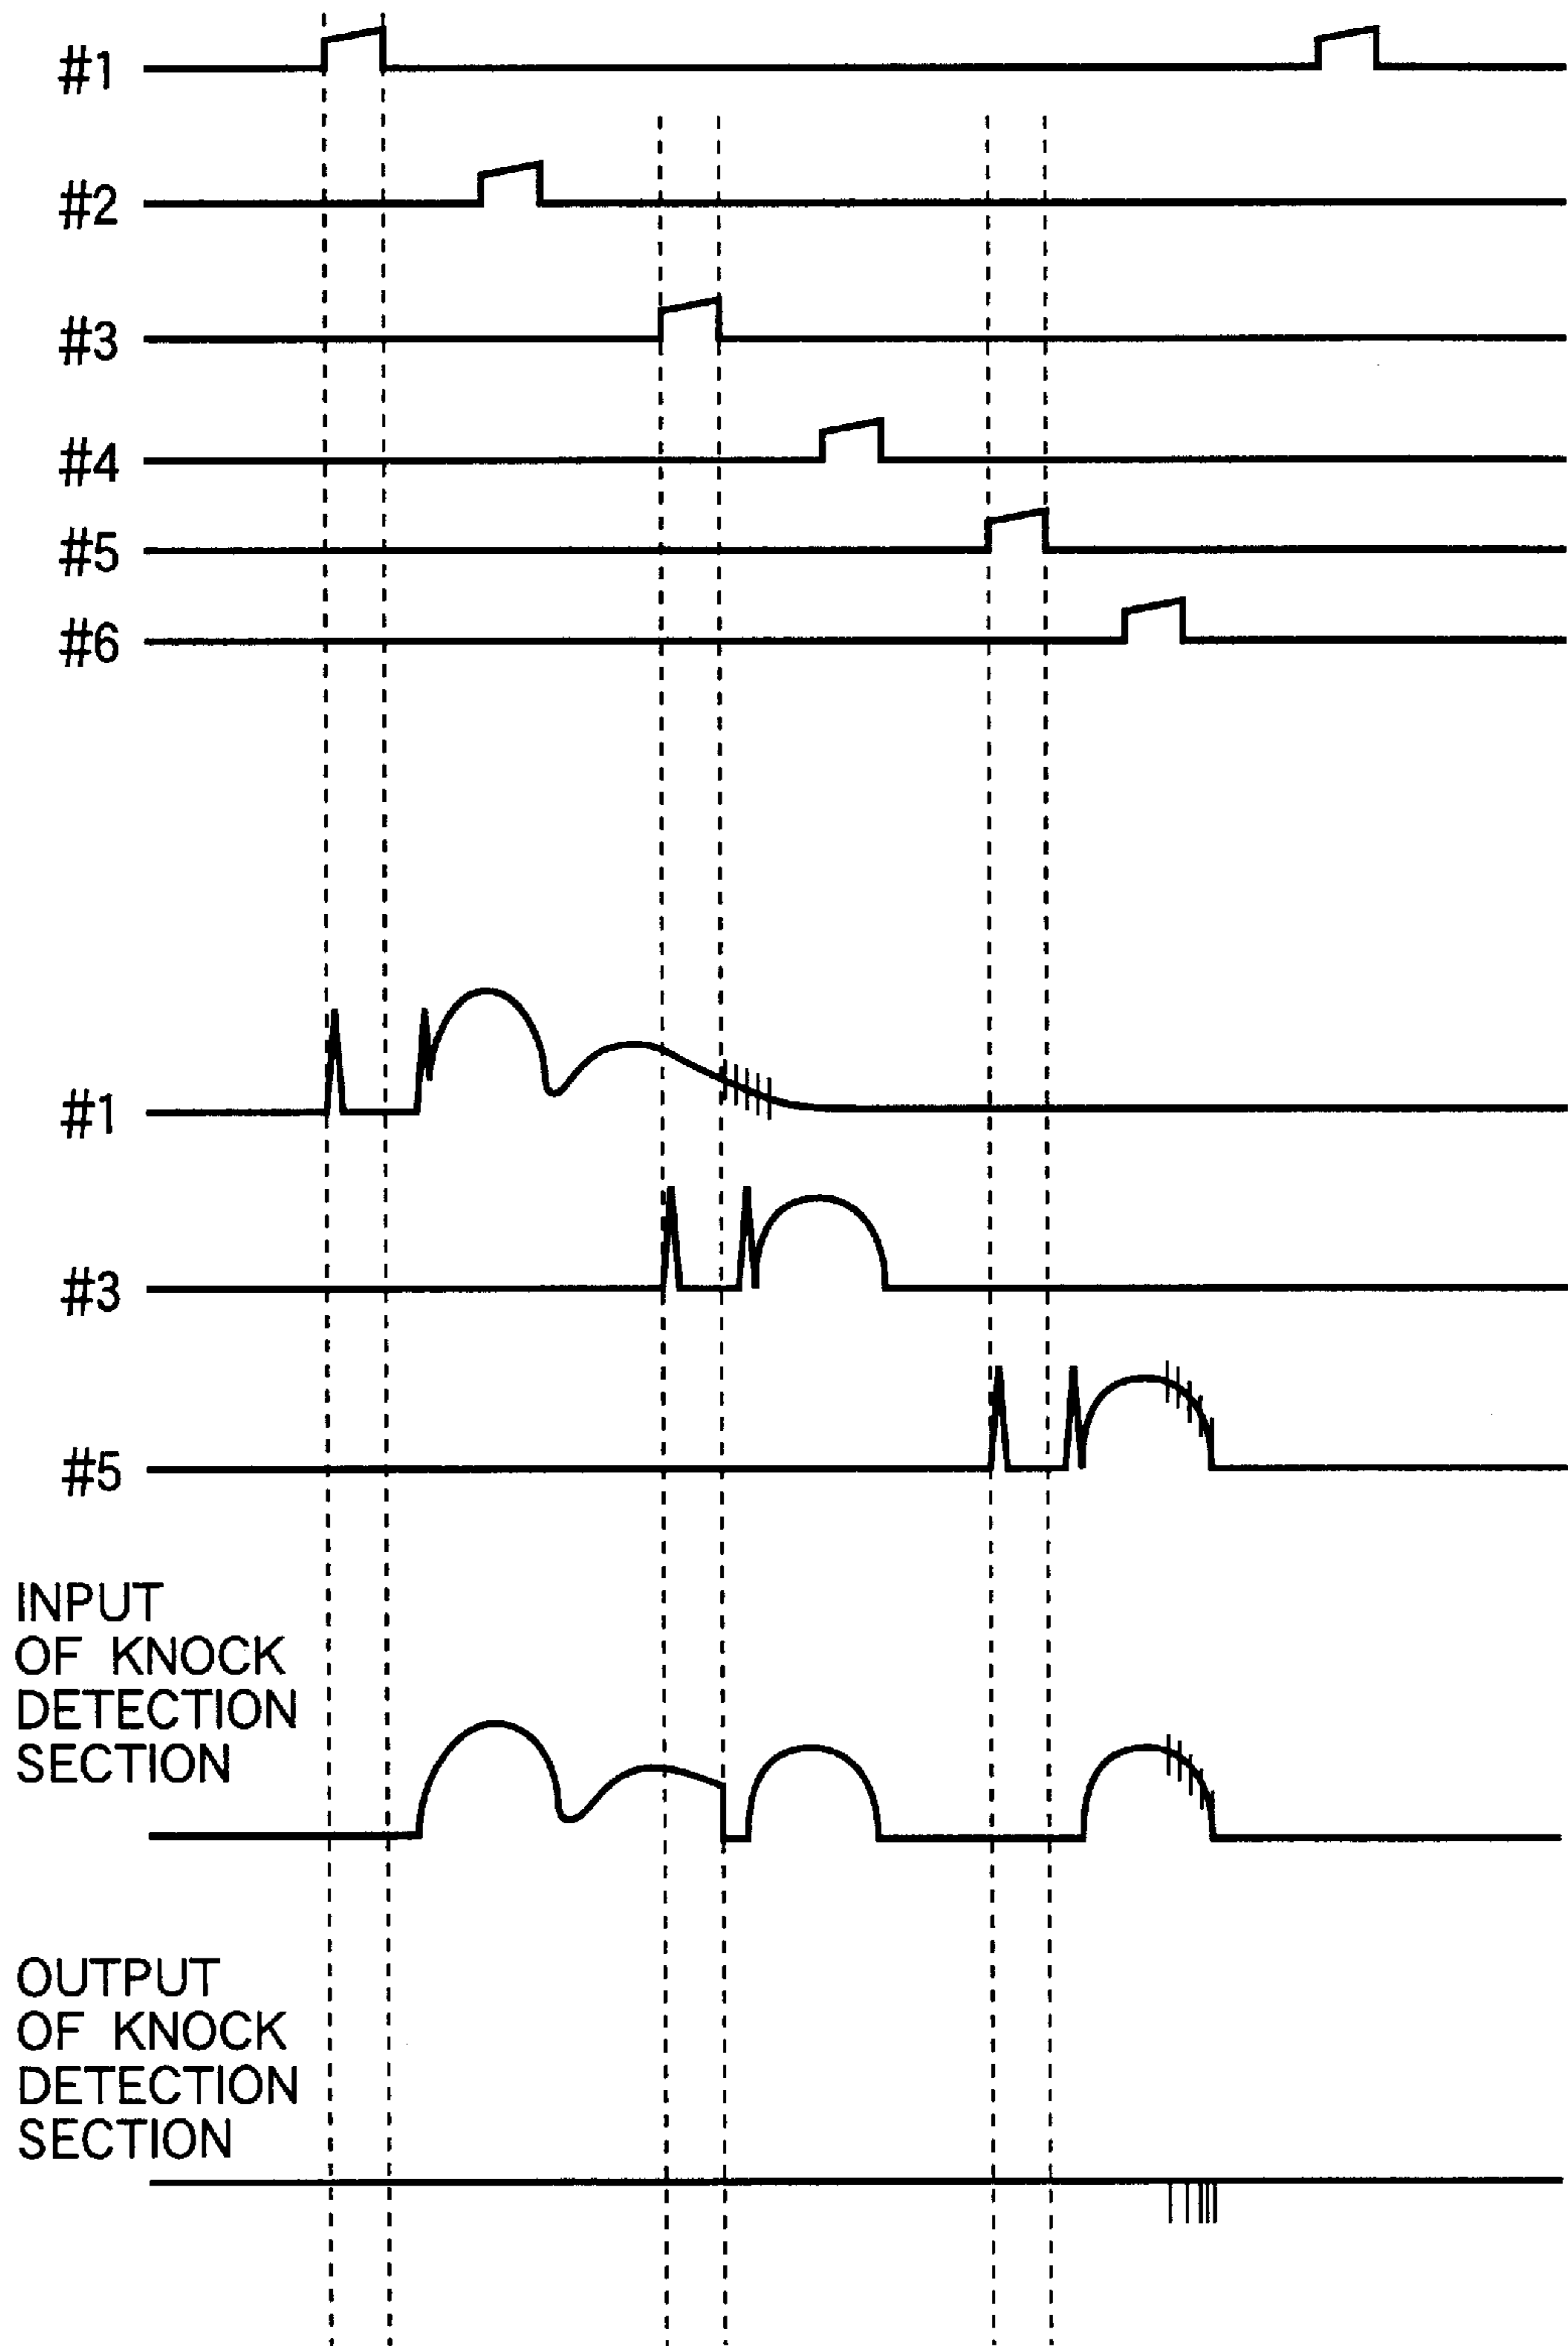 #1
#2
#3
#4
#5
#6
#1
#3
#5
INPUT
OF KNOCK
DETECTION
SECTION
OUTPUT
OF KNOCK
DETECTION
SECTION